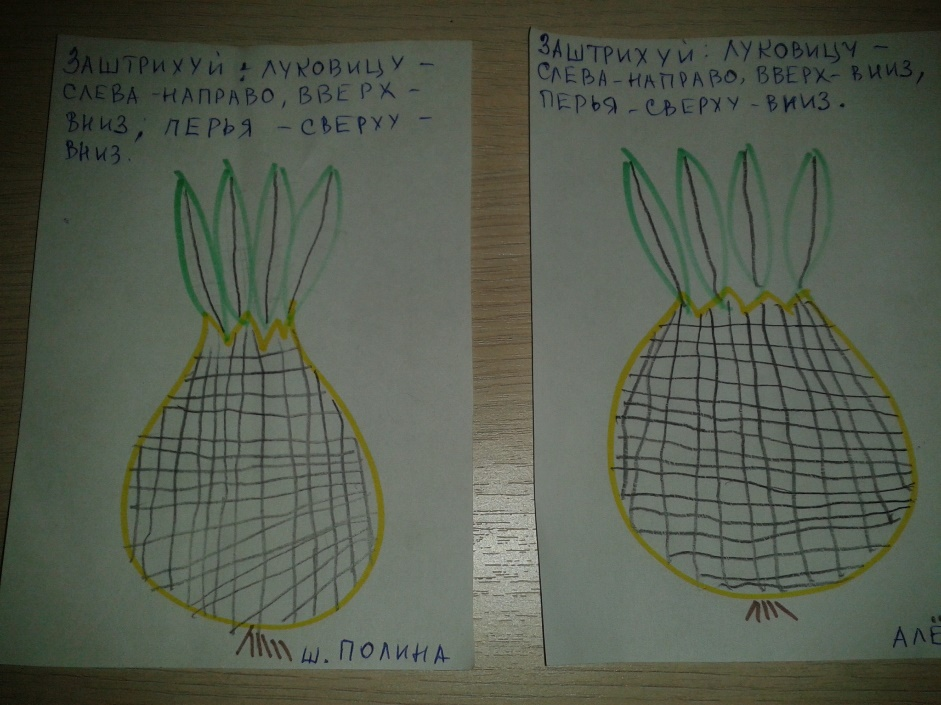 ЗАШТРИХУЙ: ЛУКОВИЦУ -
СЛЕВА-НАПРАВО, ВВЕРХ -
ВНИЗ, ПЕРЬЯ - СВЕРХУ -
ВНИЗ.
Ш. ПОЛИНА
ЗАШТРИХУЙ: ЛУКОВИЦУ -
СЛЕВА-НАПРАВО, ВВЕРХ-ВНИЗ,
ПЕРЬЯ-СВЕРХУ-ВНИЗ.
АЛЁ